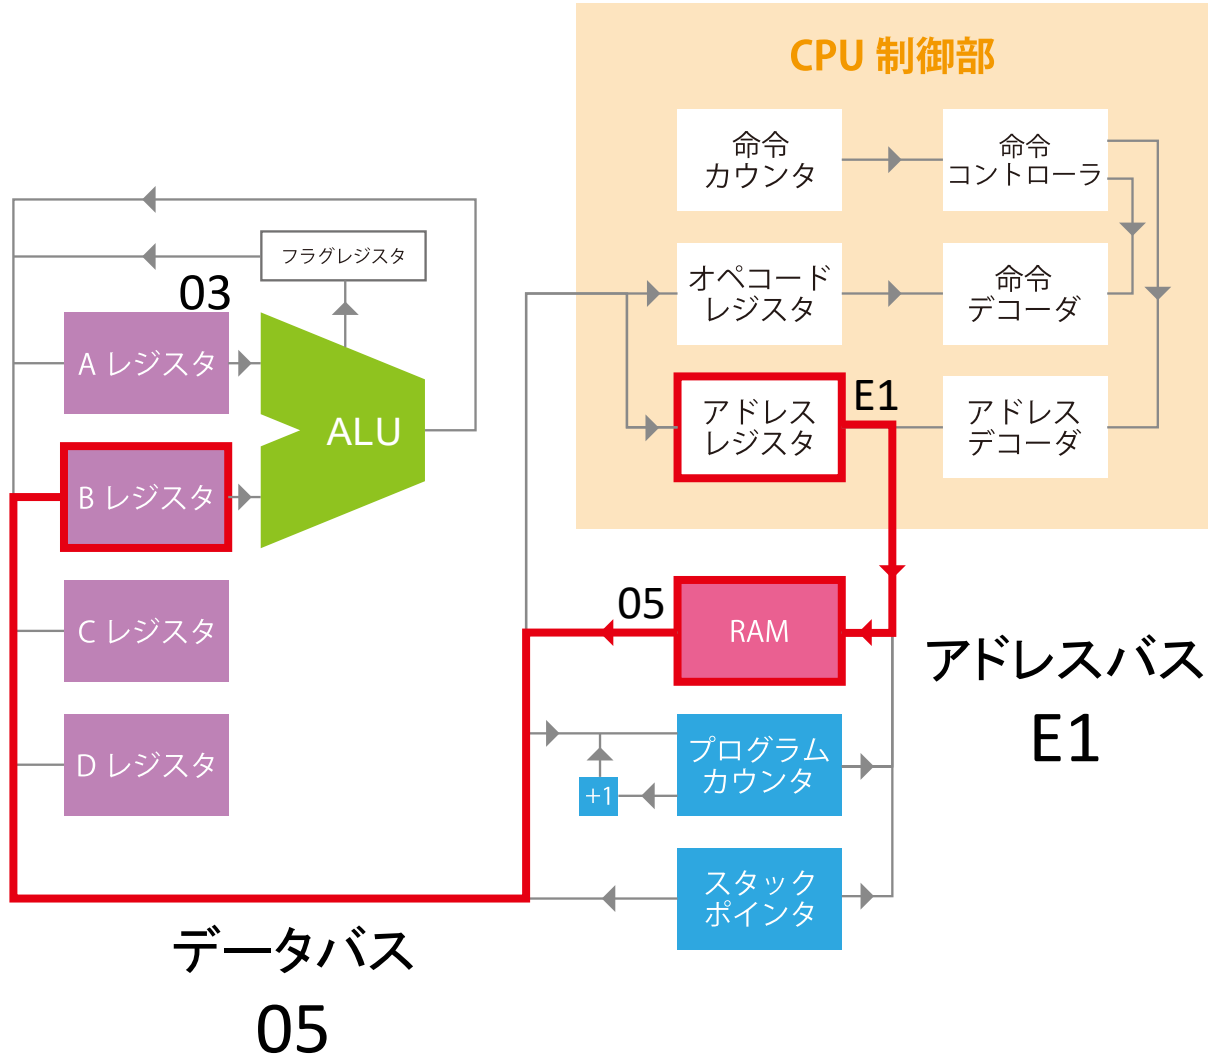 CPU 制御部
命令
カウンタ
命令
コントローラ
フラグレジスタ
オペコード
レジスタ
命令
デコーダ
03
A レジスタ
ALU
アドレス
レジスタ
E1
アドレス
デコーダ
B レジスタ
C レジスタ
05
RAM
アドレスバス
E1
D レジスタ
プログラム
カウンタ
+1
スタック
ポインタ
データバス
05